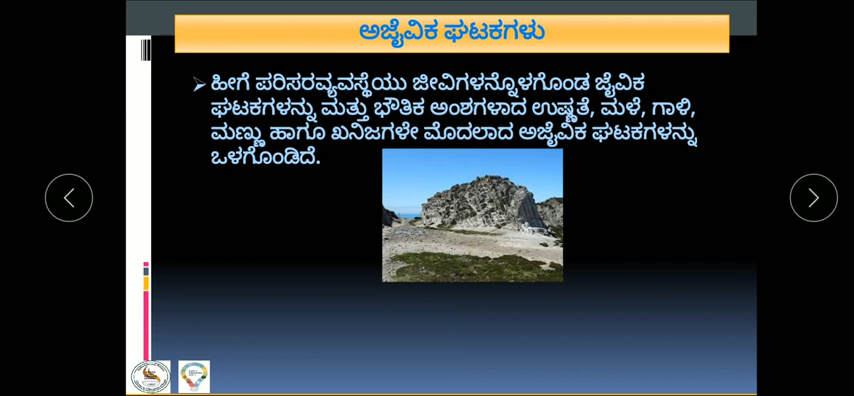 ಅಜೈವಿಕ ಘಟಕಗಳು
ಹೀಗೆ ಪರಿಸರವ್ಯವಸ್ಥೆಯು ಜೀವಿಗಳನ್ನೊಳಗೊಂಡ ಜೈವಿಕ
ಘಟಕಗಳನ್ನು ಮತ್ತು ಭೌತಿಕ ಅಂಶಗಳಾದ ಉಷ್ಣತೆ, ಮಳೆ, ಗಾಳಿ,
ಮಣ್ಣು ಹಾಗೂ ಖನಿಜಗಳೇ ಮೊದಲಾದ ಅಜೈವಿಕ ಘಟಕಗಳನ್ನು
ಒಳಗೊಂಡಿದೆ.